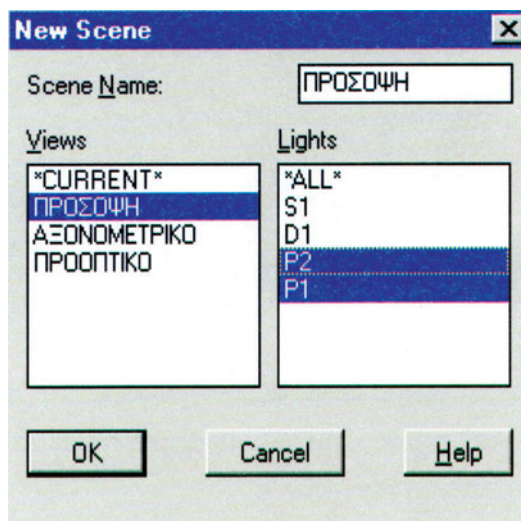 New Scene
Scene Name:
ΠΡΟΣΟΨΗ
Views
*CURRENT*
ΠΡΟΣΟΨΗ
ΑΞΟΝΟΜΕΤΡΙΚΟ
ΠΡΟΟΠΤΙΚΟ
Lights
*ALL*
S1
D1
P2
P1
OK
Cancel
Help